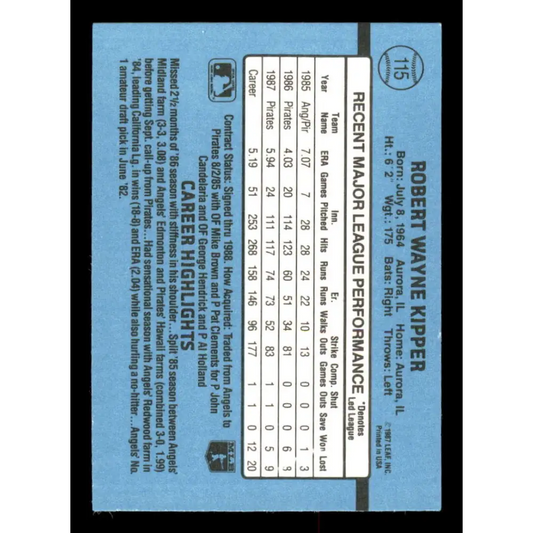 115
ROBERT WAYNE KIPPER
Born: July 8, 1964 Aurora, IL Home: Aurora, IL
Ht.: 6' 2" Wgt.: 175 Bats: Right Throws: Left
© 1987 LEAF, INC.
Printed in USA
RECENT MAJOR LEAGUE PERFORMANCE
*Denotes
Led League
Team Inn. Er. Strike Comp. Shut
Year Name ERA Games Pitched Hits Runs Runs Walks Outs Games Outs Save Won Lost
1985 Ang/Pir 7.07 7 28 28 24 22 10 13 0 0 0 1 3
1986 Pirates 4.03 20 114 123 60 51 34 81 0 0 0 6 8
1987 Pirates 5.94 24 111 117 74 73 52 83 1 1 0 5 9
Career 5.19 51 253 268 158 146 96 177 1 1 0 12 20
Contract Status: Signed thru 1988. How Acquired: Traded from Angels to
Pirates 8/2/85 with OF Mike Brown and P Pat Clements for P John
Candelaria and OF George Hendrick and P Al Holland
CAREER HIGHLIGHTS
Missed 2½ months of '86 season with stiffness in his shoulder...Split '85 season between Angels'
Midland farm (3-3, 3.08) and Angels' Edmonton and Pirates' Hawaii farms (combined 3-0, 1.99)
before getting Sept. call-up from Pirates...Had sensational season with Angels' Redwood farm in
'84, leading California Lg. in wins (18-8) and ERA (2.04) while also hurling a no-hitter...Angels' No.
1 amateur draft pick in June '82.